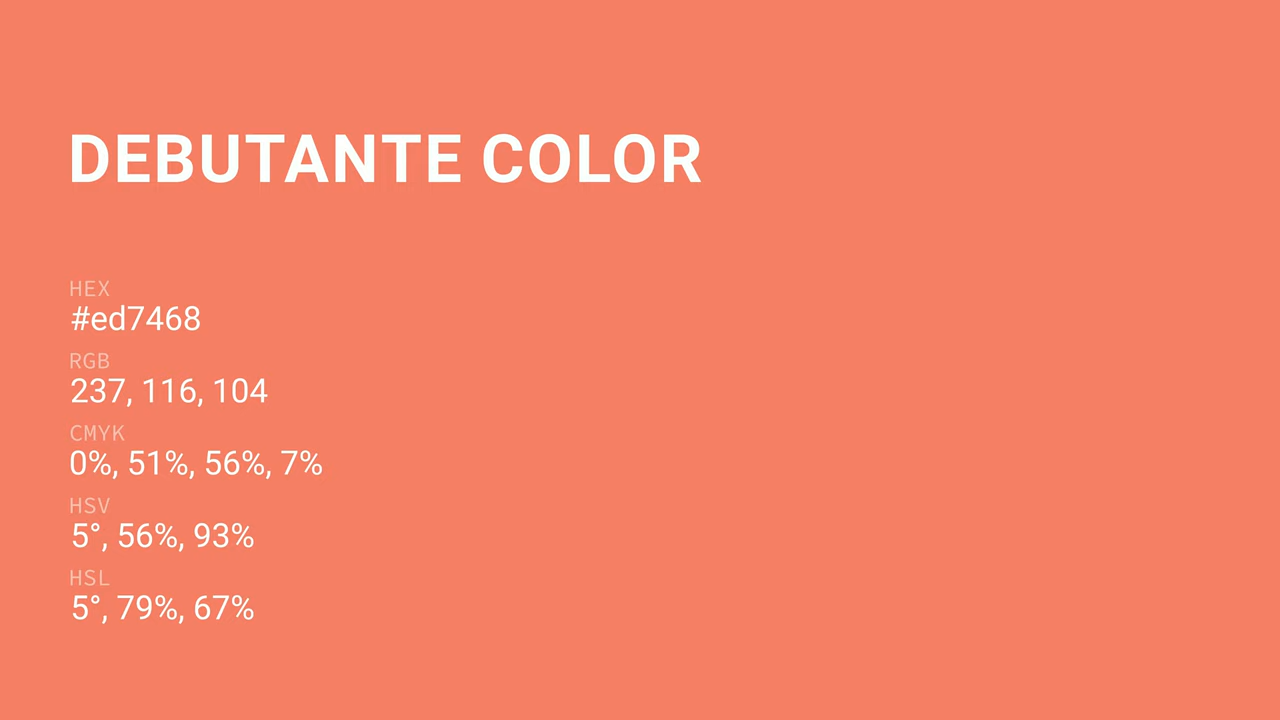 DEBUTANTE COLOR
HEX
#ed7468
RGB
237, 116, 104
CMYK
0%, 51%, 56%, 7%
HSV
5°, 56%, 93%
HSL
5°, 79%, 67%